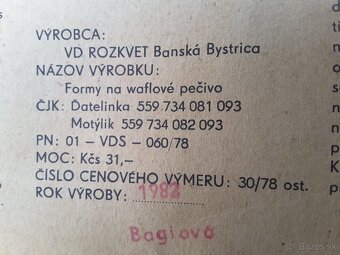 VÝROBCA:
VD ROZKVET Banská Bystrica
NÁZOV VÝROBKU:
Formy na waflové pečivo
ČJK: Ďatelinka 559 734 081 093
Motýlik 559 734 082 093
PN: 01 – VDS – 060/78
MOC: Kčs 31,–
ČÍSLO CENOVÉHO VÝMERU: 30/78 ost.
ROK VÝROBY: 1982
Baglová